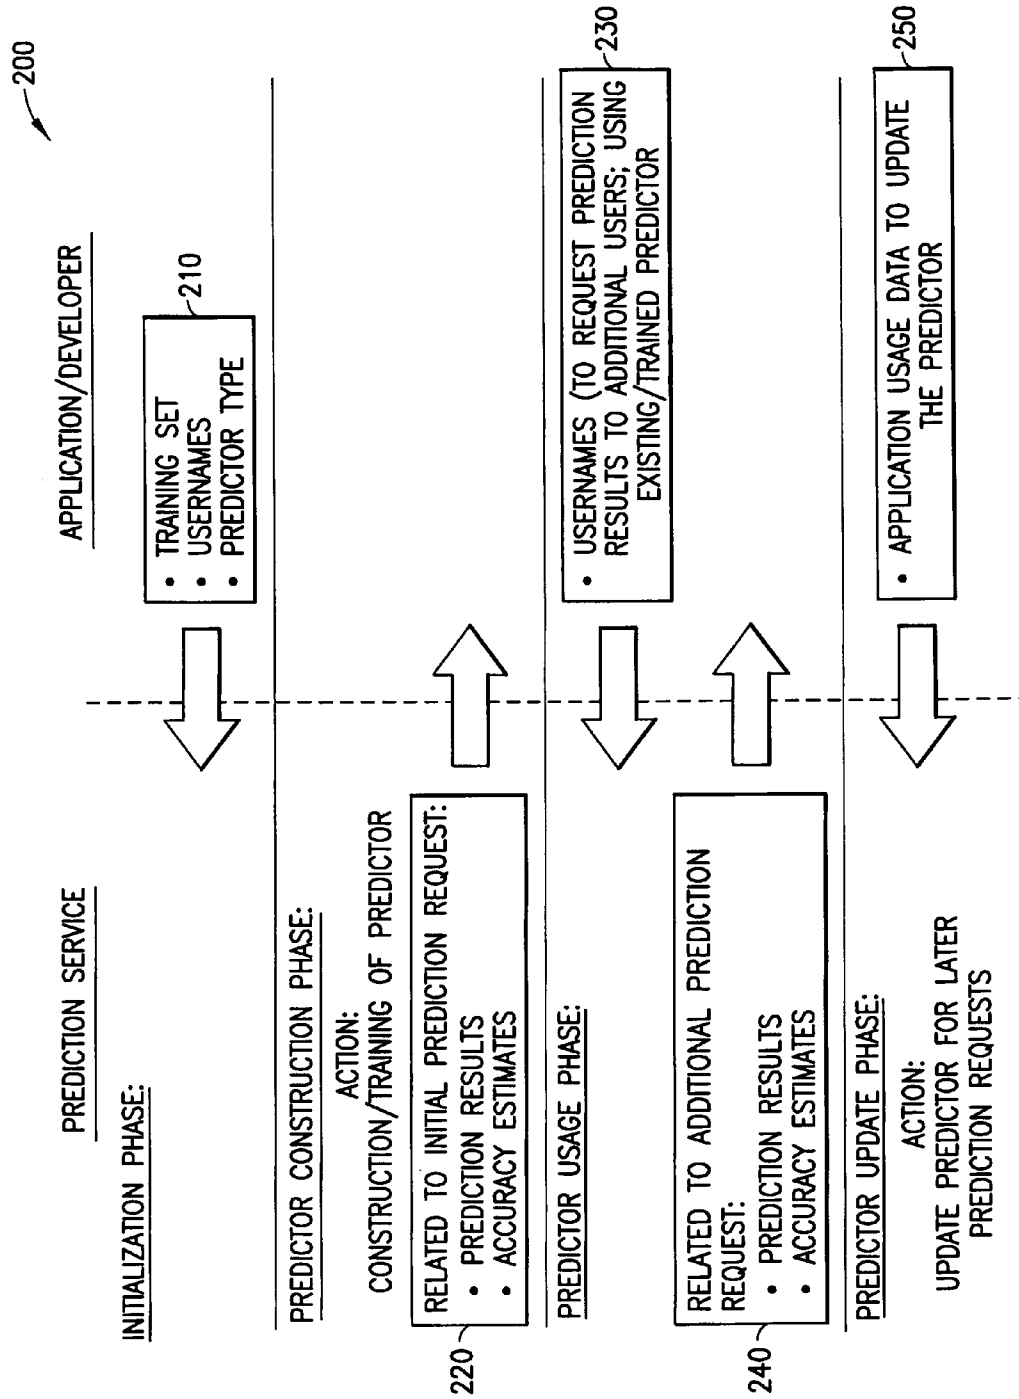 200
PREDICTION SERVICE
APPLICATION/DEVELOPER
INITIALIZATION PHASE:
• TRAINING SET
• USERNAMES
• PREDICTOR TYPE
210
PREDICTOR CONSTRUCTION PHASE:
ACTION:
CONSTRUCTION/TRAINING OF PREDICTOR
RELATED TO INITIAL PREDICTION REQUEST:
• PREDICTION RESULTS
• ACCURACY ESTIMATES
220
PREDICTOR USAGE PHASE:
• USERNAMES (TO REQUEST PREDICTION
RESULTS TO ADDITIONAL USERS; USING
EXISTING/TRAINED PREDICTOR
230
RELATED TO ADDITIONAL PREDICTION
REQUEST:
• PREDICTION RESULTS
• ACCURACY ESTIMATES
240
PREDICTOR UPDATE PHASE:
ACTION:
UPDATE PREDICTOR FOR LATER
PREDICTION REQUESTS
• APPLICATION USAGE DATA TO UPDATE
THE PREDICTOR
250